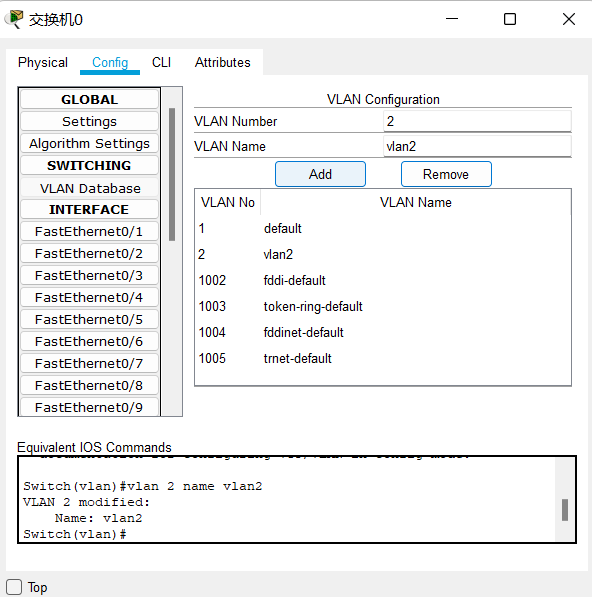 交换机0
Physical Config CLI Attributes
GLOBAL
Settings
Algorithm Settings
SWITCHING
VLAN Database
INTERFACE
FastEthernet0/1
FastEthernet0/2
FastEthernet0/3
FastEthernet0/4
FastEthernet0/5
FastEthernet0/6
FastEthernet0/7
FastEthernet0/8
FastEthernet0/9
VLAN Configuration
VLAN Number 2
VLAN Name vlan2
Add Remove
VLAN No VLAN Name
1 default
2 vlan2
1002 fddi-default
1003 token-ring-default
1004 fddinet-default
1005 trnet-default
Equivalent IOS Commands
Switch(vlan)#vlan 2 name vlan2
VLAN 2 modified:
Name: vlan2
Switch(vlan)#
Top